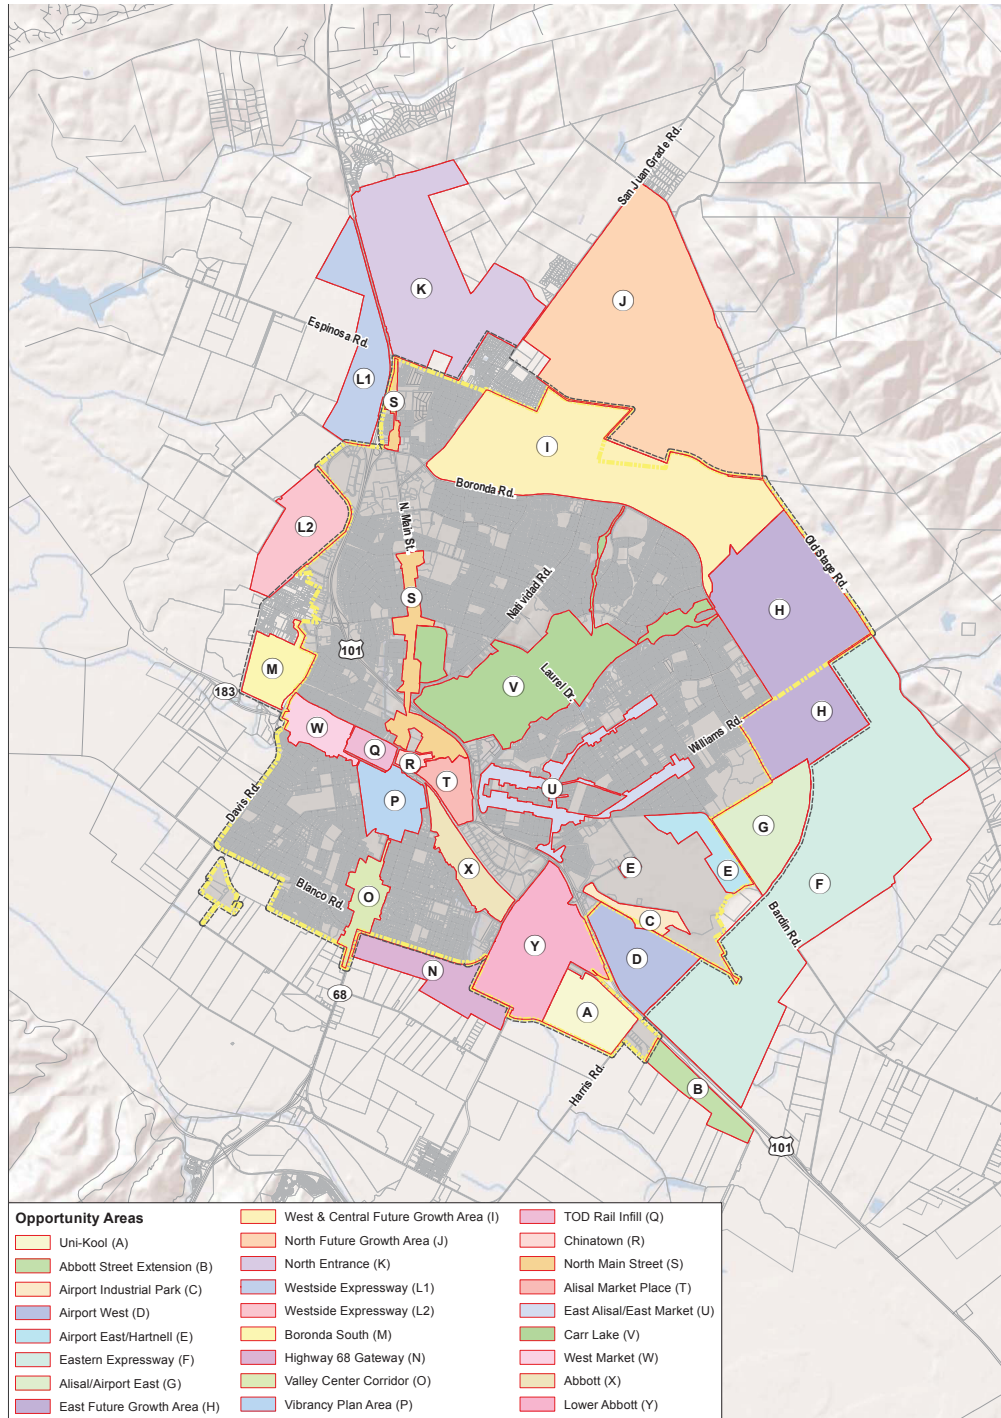 San Juan Grade Rd.
K
J
Espinosa Rd.
L1
S
I
Boronda Rd.
L2
N. Main St.
Old Stage Rd.
Natividad Rd.
S
H
101
M
V
Laurel Dr.
183
H
W
Williams Rd.
Q
R
T
U
P
Davis Rd.
G
X
E
E
F
Blanco Rd.
O
C
Bardin Rd.
Y
D
N
68
A
Harris Rd.
B
101
Opportunity Areas
Uni-Kool (A)
Abbott Street Extension (B)
Airport Industrial Park (C)
Airport West (D)
Airport East/Hartnell (E)
Eastern Expressway (F)
Alisal/Airport East (G)
East Future Growth Area (H)
West & Central Future Growth Area (I)
North Future Growth Area (J)
North Entrance (K)
Westside Expressway (L1)
Westside Expressway (L2)
Boronda South (M)
Highway 68 Gateway (N)
Valley Center Corridor (O)
Vibrancy Plan Area (P)
TOD Rail Infill (Q)
Chinatown (R)
North Main Street (S)
Alisal Market Place (T)
East Alisal/East Market (U)
Carr Lake (V)
West Market (W)
Abbott (X)
Lower Abbott (Y)